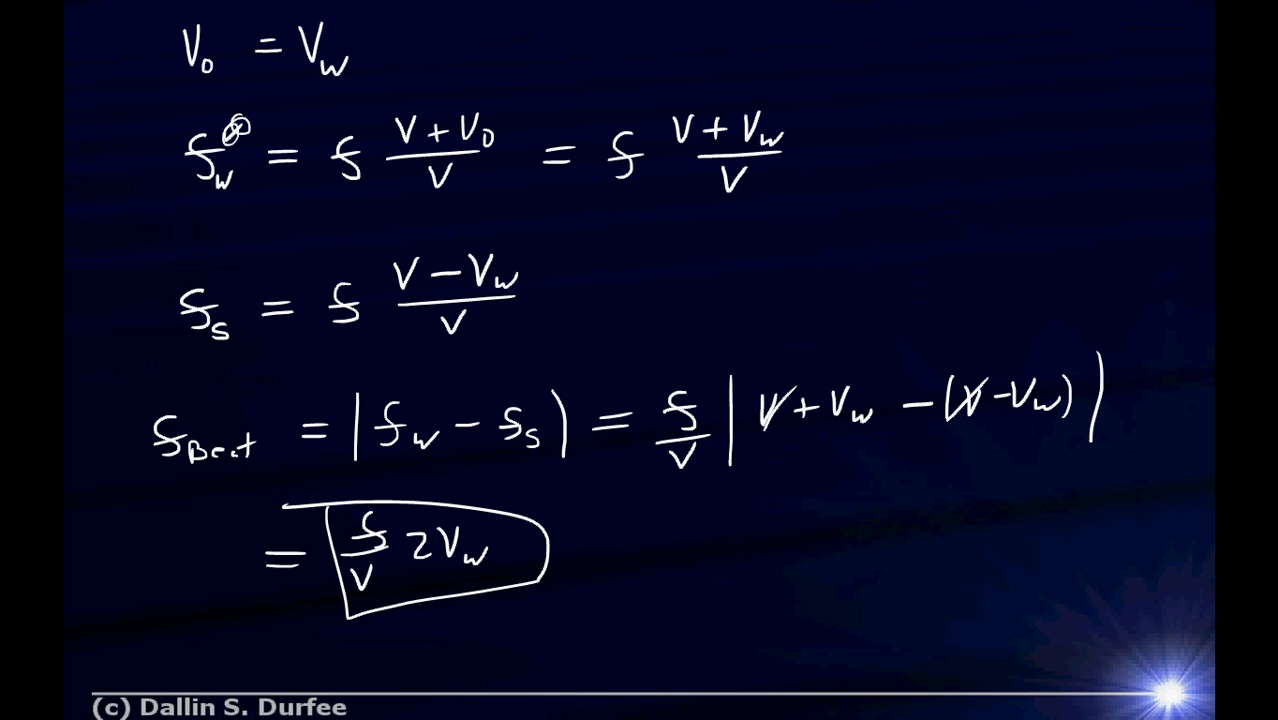 V₀ = V_w
f_w = f (V + V₀)/V = f (V + V_w)/V
f_s = f (V − V_w)/V
f_Beat = |f_w − f_s| = f/V |V + V_w − (V − V_w)|
= f/V 2V_w
(c) Dallin S. Durfee